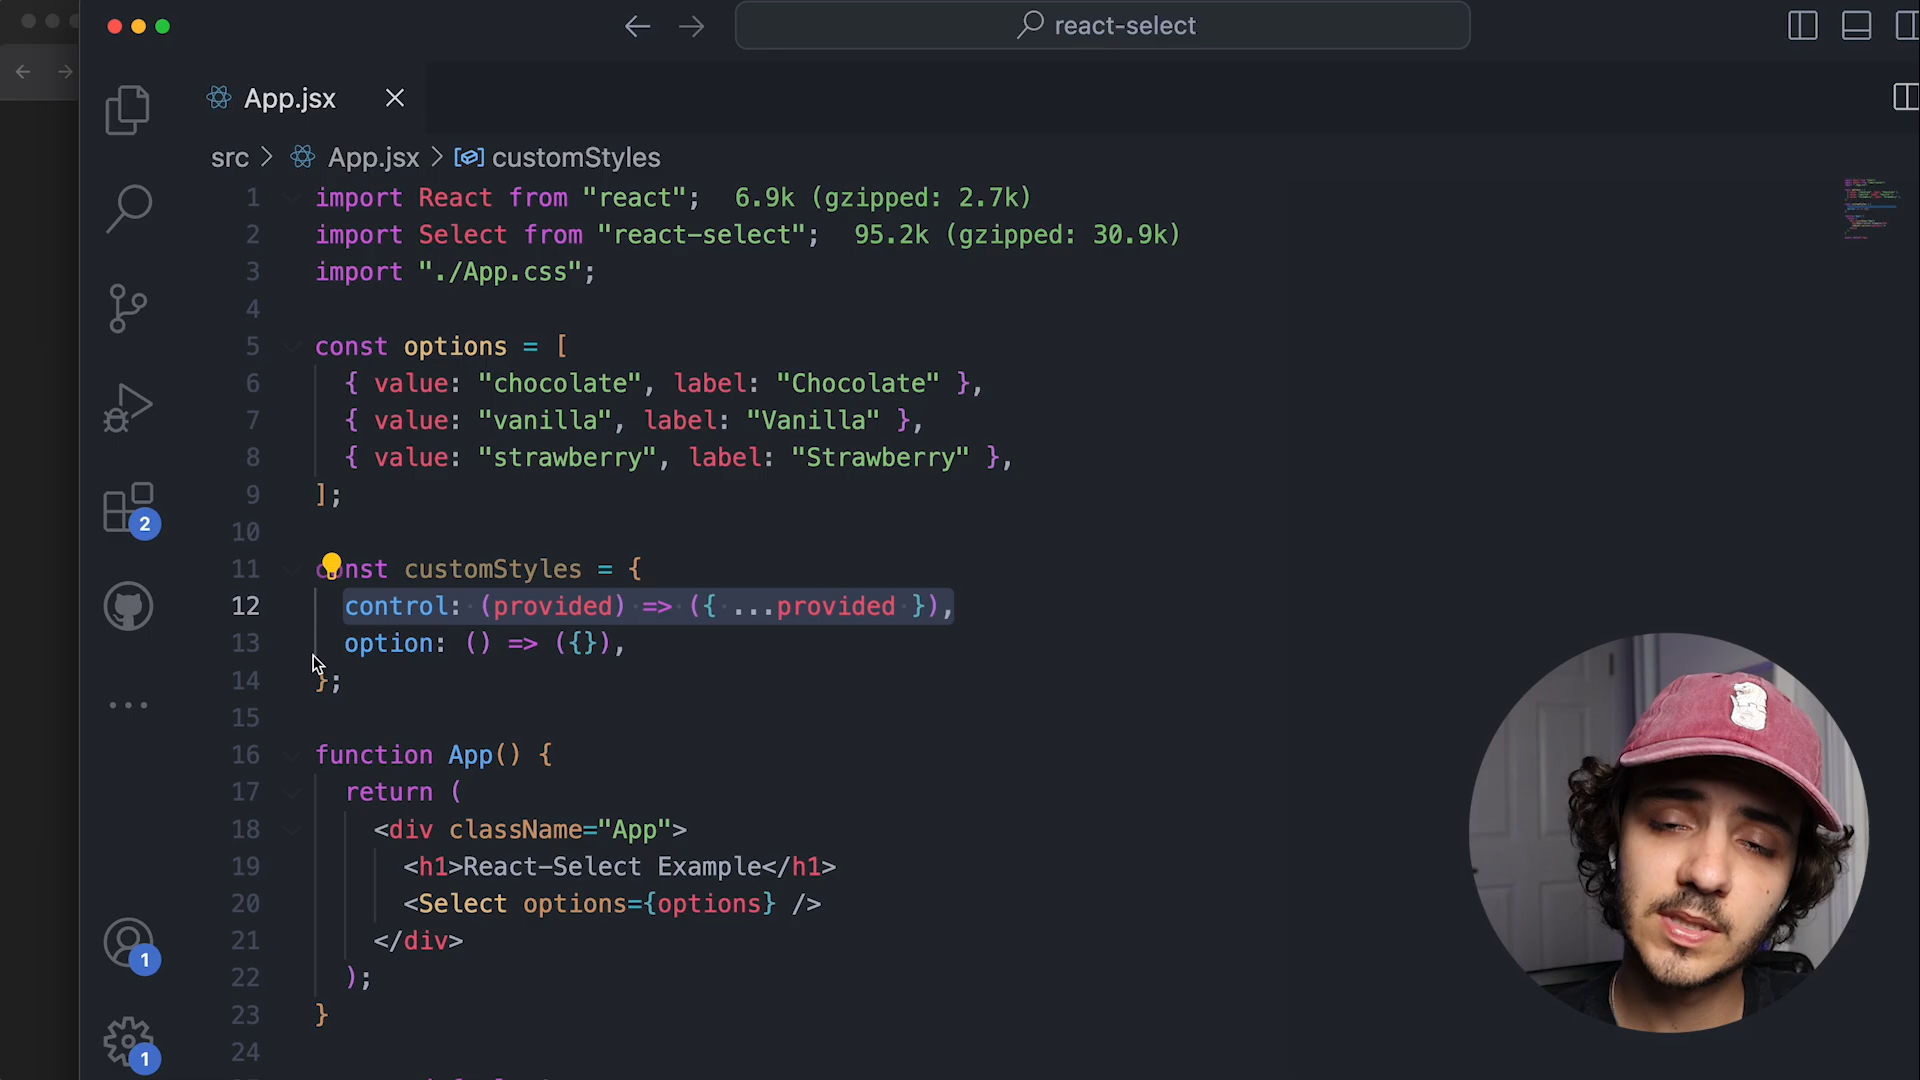 react-select
App.jsx
src > App.jsx > customStyles
1 import React from "react"; 6.9k (gzipped: 2.7k)
2 import Select from "react-select"; 95.2k (gzipped: 30.9k)
3 import "./App.css";
4
5 const options = [
6 { value: "chocolate", label: "Chocolate" },
7 { value: "vanilla", label: "Vanilla" },
8 { value: "strawberry", label: "Strawberry" },
9 ];
10
11 const customStyles = {
12 control: (provided) => ({ ...provided }),
13 option: () => ({}),
14 };
15
16 function App() {
17 return (
18 <div className="App">
19 <h1>React-Select Example</h1>
20 <Select options={options} />
21 </div>
22 );
23 }
24
2
1
1